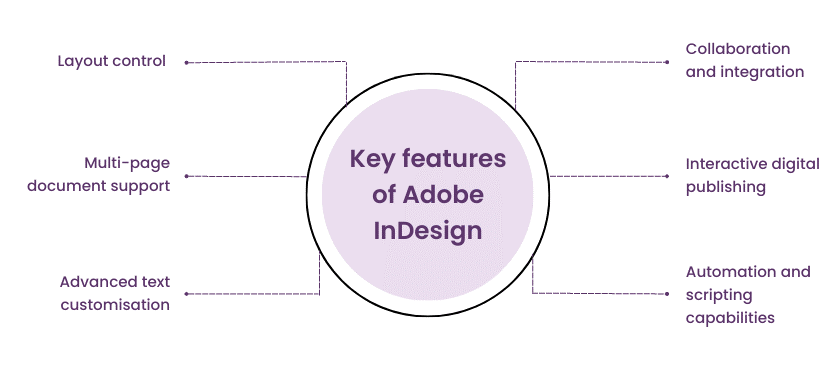 Layout control
Multi-page
document support
Advanced text
customisation
Key features
of Adobe
InDesign
Collaboration
and integration
Interactive digital
publishing
Automation and
scripting
capabilities